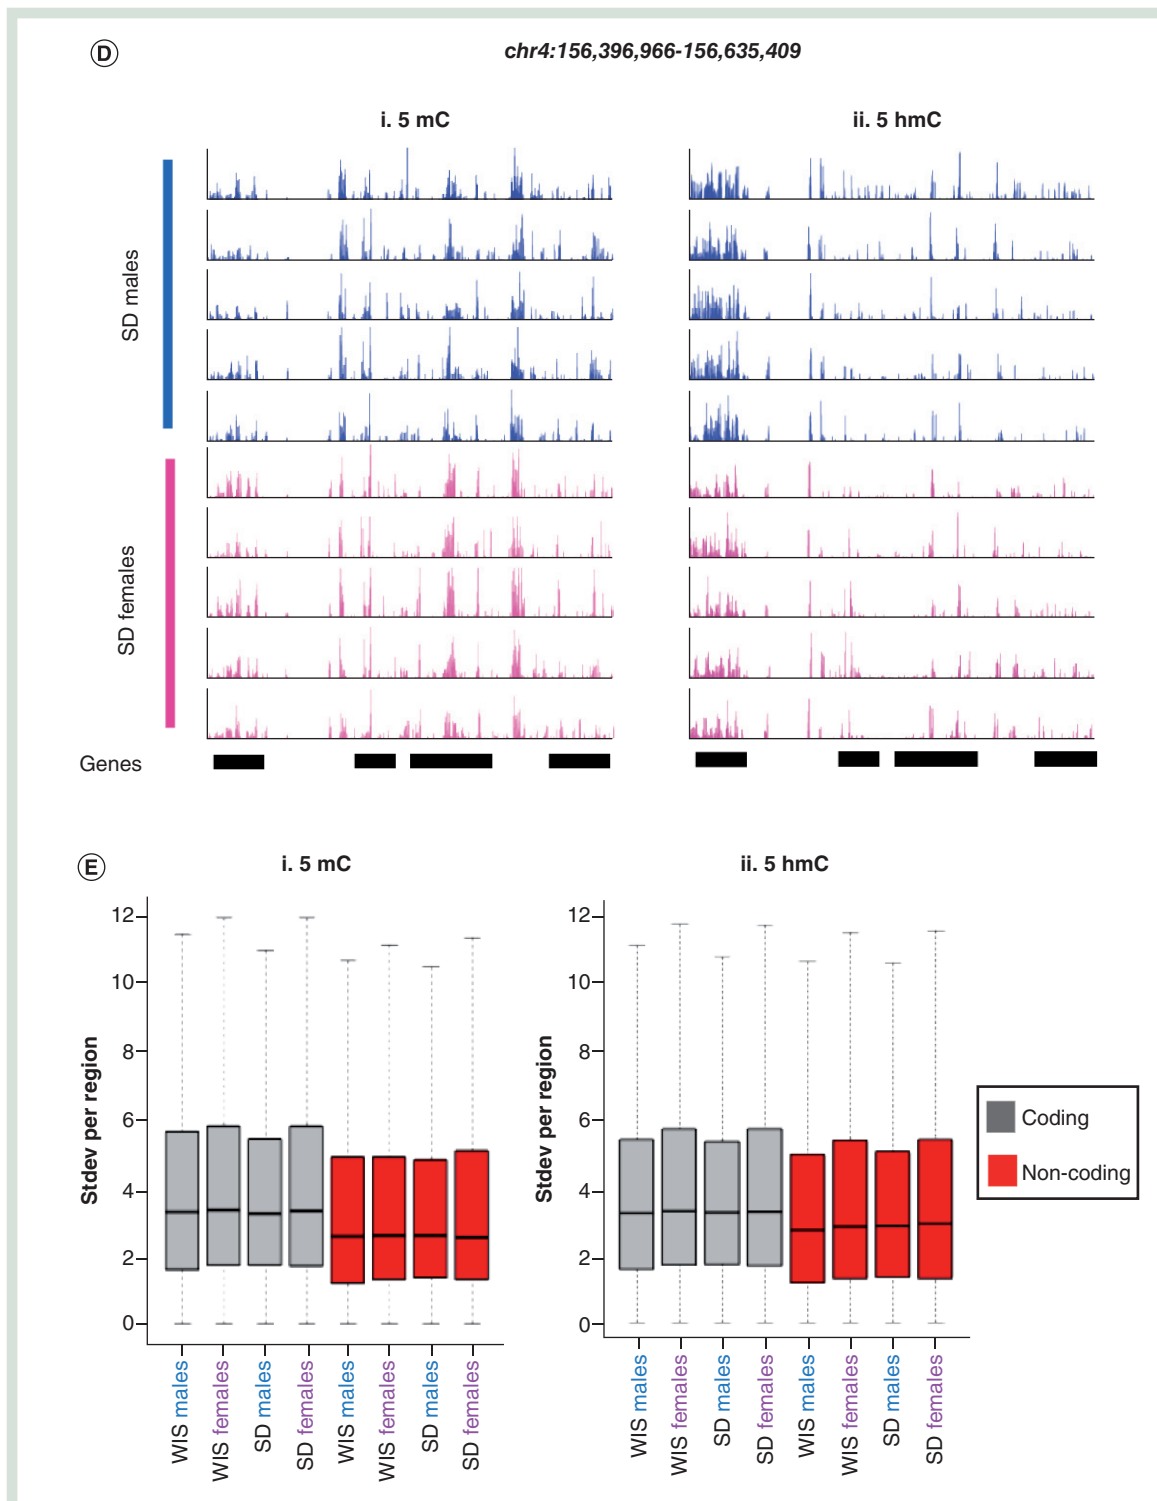 D
chr4:156,396,966-156,635,409
i. 5 mC
ii. 5 hmC
SD males
SD females
Genes
E
i. 5 mC
ii. 5 hmC
Stdev per region
12
10
8
6
4
2
0
WIS males
WIS females
SD males
SD females
WIS males
WIS females
SD males
SD females
Stdev per region
12
10
8
6
4
2
0
WIS males
WIS females
SD males
SD females
WIS males
WIS females
SD males
SD females
Coding
Non-coding